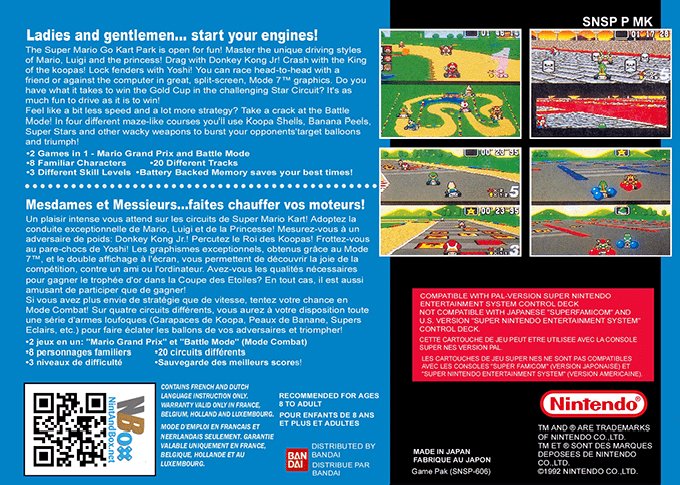 SNSP P MK
Ladies and gentlemen... start your engines!
The Super Mario Go Kart Park is open for fun! Master the unique driving styles
of Mario, Luigi and the princess! Drag with Donkey Kong Jr! Crash with the King
of the koopas! Lock fenders with Yoshi! You can race head-to-head with a
friend or against the computer in great, split-screen, Mode 7™ graphics. Do you
have what it takes to win the Gold Cup in the challenging Star Circuit? It's as
much fun to drive as it is to win!
Feel like a bit less speed and a lot more strategy? Take a crack at the Battle
Mode! In four different maze-like courses you'll use Koopa Shells, Banana Peels,
Super Stars and other wacky weapons to burst your opponents'target balloons
and triumph!
•2 Games in 1 - Mario Grand Prix and Battle Mode
•8 Familiar Characters •20 Different Tracks
•3 Different Skill Levels •Battery Backed Memory saves your best times!
Mesdames et Messieurs...faites chauffer vos moteurs!
Un plaisir intense vous attend sur les circuits de Super Mario Kart! Adoptez la
conduite exceptionnelle de Mario, Luigi et de la Princesse! Mesurez-vous à un
adversaire de poids: Donkey Kong Jr.! Percutez le Roi des Koopas! Frottez-vous
au pare-chocs de Yoshi! Les graphismes exceptionnels, obtenus grâce au Mode
7™, et le double affichage à l'écran, vous permettent de découvrir la joie de la
compétition, contre un ami ou l'ordinateur. Avez-vous les qualités nécessaires
pour gagner le trophée d'or dans la Coupe des Etoiles? En tout cas, il est aussi
amusant de participer que de gagner!
Si vous avez plus envie de stratégie que de vitesse, tentez votre chance en
Mode Combat! Sur quatre circuits différents, vous aurez à votre disposition toute
une série d'armes loufoques (Carapaces de Koopa, Peaux de Banane, Supers
Eclairs, etc.) pour faire éclater les ballons de vos adversaires et triompher!
•2 jeux en un: "Mario Grand Prix" et "Battle Mode" (Mode Combat)
•8 personnages familiers •20 circuits différents
•3 niveaux de difficulté •Sauvegarde des meilleurs scores!
COMPATIBLE WITH PAL-VERSION SUPER NINTENDO
ENTERTAINMENT SYSTEM CONTROL DECK
NOT COMPATIBLE WITH JAPANESE "SUPERFAMICOM" AND
U.S. VERSION "SUPER NINTENDO ENTERTAINMENT SYSTEM"
CONTROL DECK.
CETTE CARTOUCHE DE JEU PEUT ETRE UTILISEE AVEC LA CONSOLE
SUPER NES VERSION PAL.
LES CARTOUCHES DE JEU SUPER NES NE SONT PAS COMPATIBLES
AVEC LES CONSOLES "SUPER FAMICOM" (VERSION JAPONAISE) ET
"SUPER NINTENDO ENTERTAINMENT SYSTEM" (VERSION AMERICAINE).
WBoxx
NintAndBox.net
CONTAINS FRENCH AND DUTCH
LANGUAGE INSTRUCTION ONLY.
WARRANTY VALID ONLY IN FRANCE,
BELGIUM, HOLLAND AND LUXEMBOURG.
MODE D'EMPLOI EN FRANCAIS ET
NEERLANDAIS SEULEMENT. GARANTIE
VALABLE UNIQUEMENT EN FRANCE,
BELGIQUE, HOLLANDE ET AU
LUXEMBOURG.
RECOMMENDED FOR AGES
8 TO ADULT
POUR ENFANTS DE 8 ANS
ET PLUS ET ADULTES
BAN
DAI
DISTRIBUTED BY
BANDAI
DISTRIBUE PAR
BANDAI
MADE IN JAPAN
FABRIQUE AU JAPON
Game Pak (SNSP-606)
Nintendo®
TM AND ® ARE TRADEMARKS
OF NINTENDO CO.,LTD.
TM ET ® SONT DES MARQUES
DEPOSEES DE NINTENDO
CO.,LTD.
©1992 NINTENDO CO.,LTD.